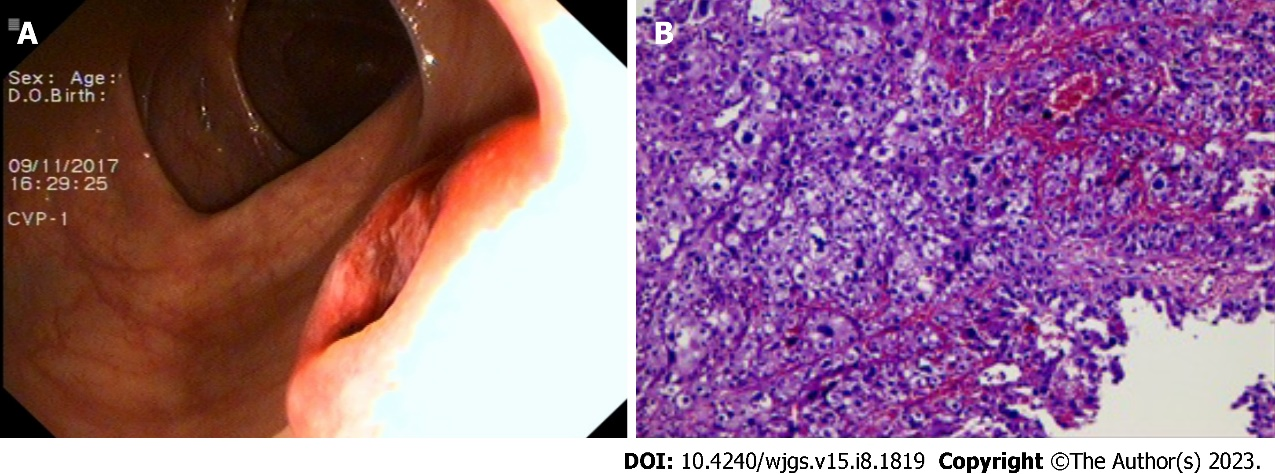 A
Sex: Age:
D.O.Birth:
09/11/2017
16:29:25
CVP-1
B
DOI: 10.4240/wjgs.v15.i8.1819 Copyright ©The Author(s) 2023.